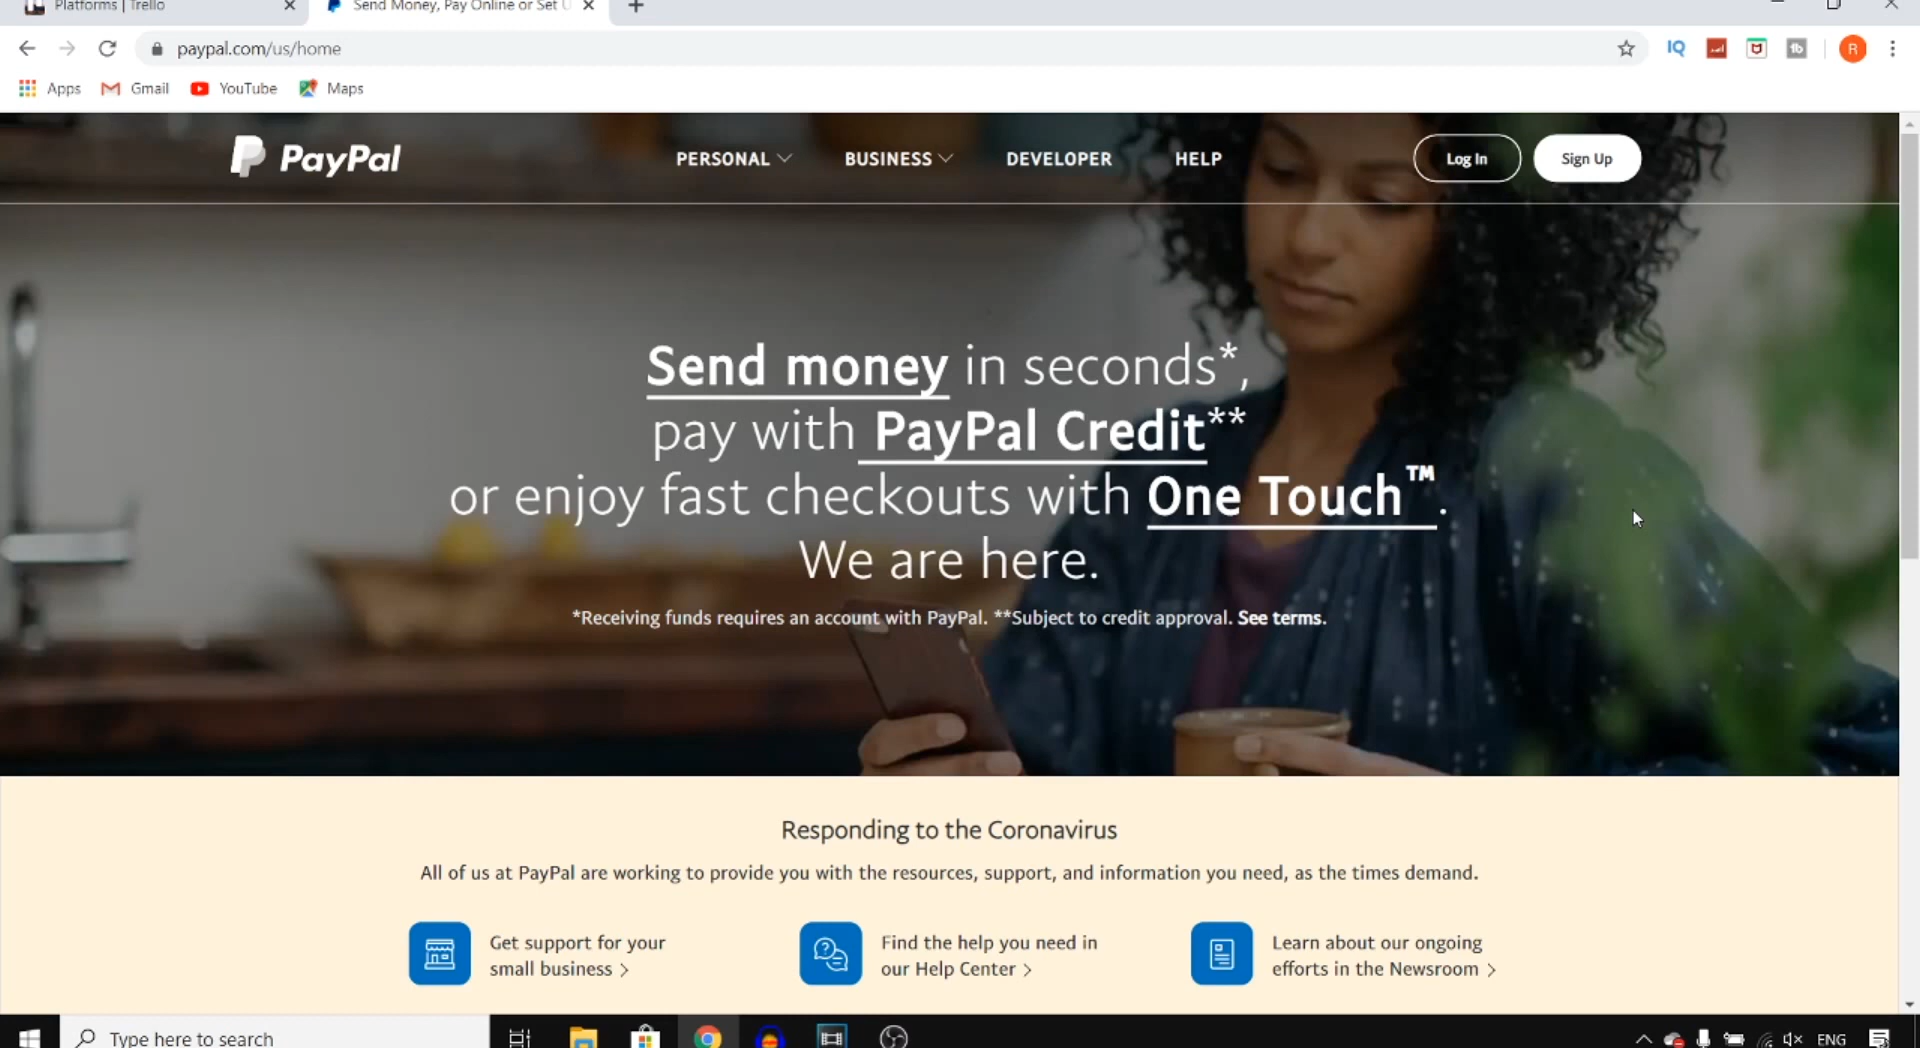 Platforms | Trello
Send Money, Pay Online or Set U
paypal.com/us/home
IQ
R
Apps
Gmail
YouTube
Maps
PayPal
PERSONAL
BUSINESS
DEVELOPER
HELP
Log In
Sign Up
Send money in seconds*,
pay with PayPal Credit**
or enjoy fast checkouts with One Touch™.
We are here.
*Receiving funds requires an account with PayPal. **Subject to credit approval. See terms.
Responding to the Coronavirus
All of us at PayPal are working to provide you with the resources, support, and information you need, as the times demand.
Get support for your
small business >
Find the help you need in
our Help Center >
Learn about our ongoing
efforts in the Newsroom >
Type here to search
ENG